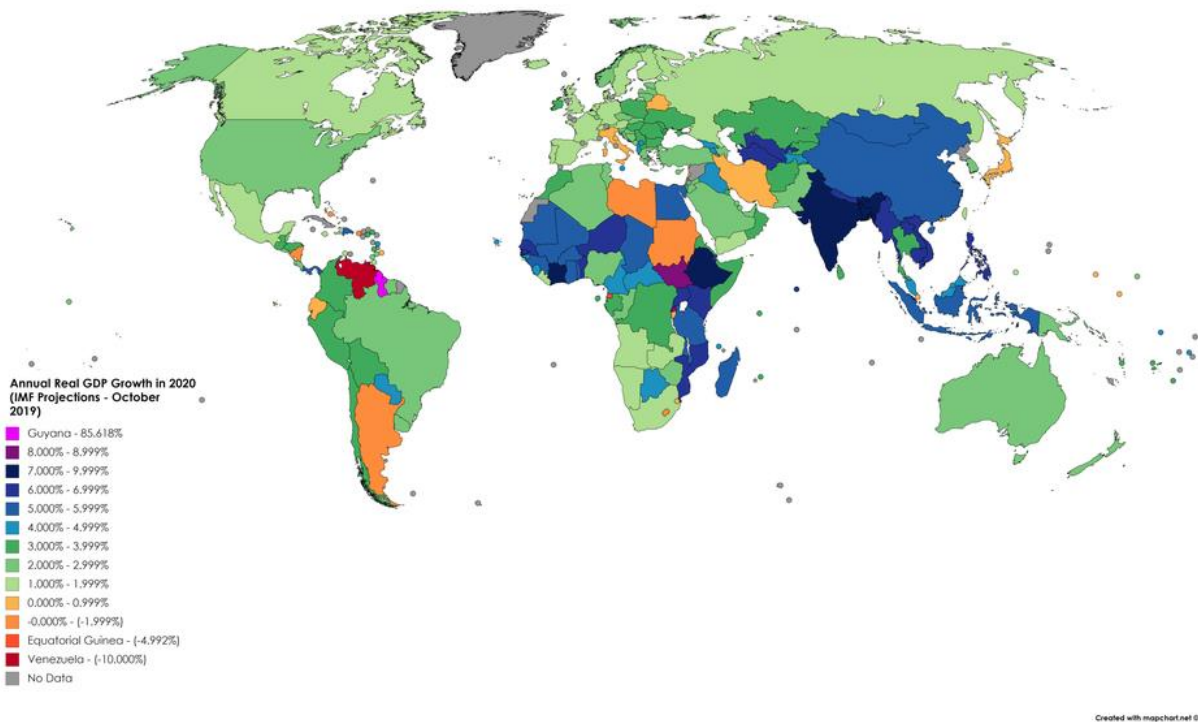 Annual Real GDP Growth in 2020
(IMF Projections - October
2019)
Guyana - 85.618%
8.000% - 8.999%
7.000% - 9.999%
6.000% - 6.999%
5.000% - 5.999%
4.000% - 4.999%
3.000% - 3.999%
2.000% - 2.999%
1.000% - 1.999%
0.000% - 0.999%
-0.000% - (-1.999%)
Equatorial Guinea - (-4.992%)
Venezuela - (-10.000%)
No Data
Created with mapchart.net ©